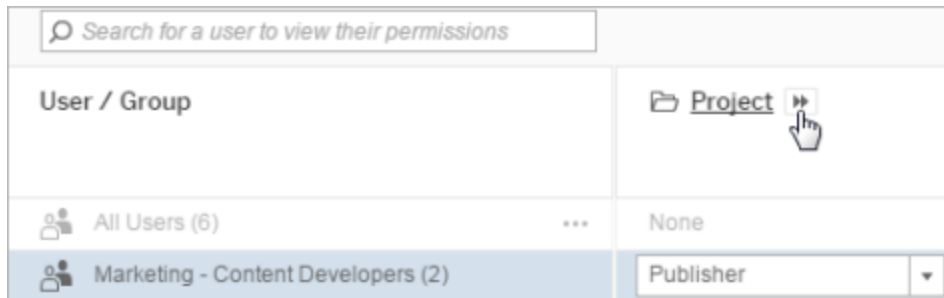 Search for a user to view their permissions
User / Group
Project
All Users (6)
...
None
Marketing - Content Developers (2)
Publisher